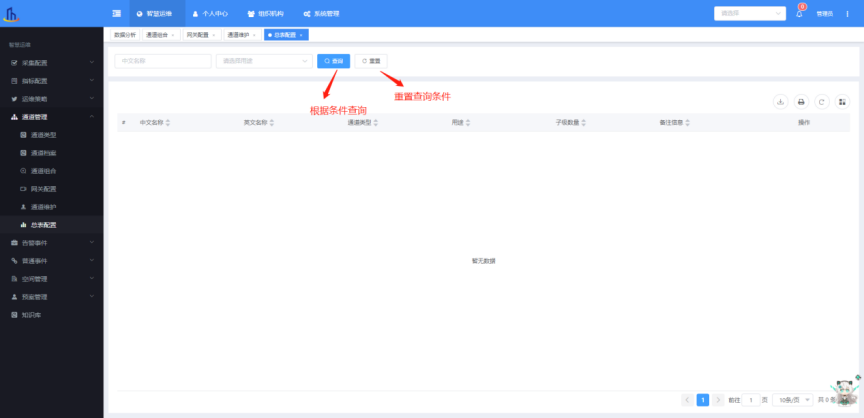 智慧运维
个人中心
组织机构
系统管理
请选择
8
管理员
智慧运维
采集配置
指标配置
运维策略
通道管理
通道类型
通道档案
通道组合
网关配置
通道维护
总表配置
告警事件
普通事件
空间管理
预案管理
知识库
数据分析
通道组合 ×
网关配置 ×
通道维护 ×
总表配置 ×
中文名称
请选择用途
查询
重置
根据条件查询
重置查询条件
# 中文名称 英文名称 通道类型 用途 子级数量 备注信息 操作
暂无数据
1 前往 1 页 10条/页 共 0 条